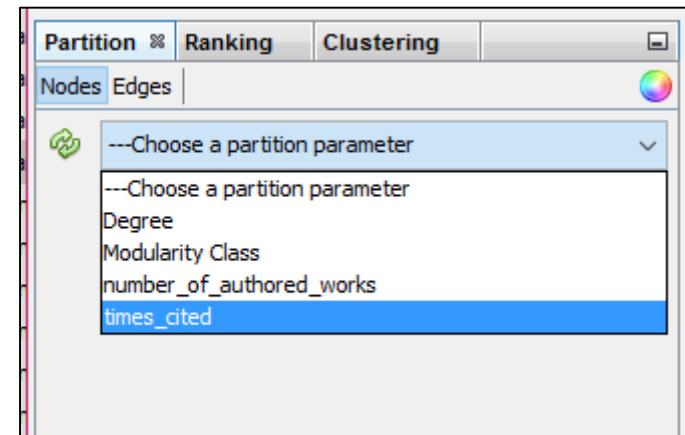 Partition Ranking Clustering
Nodes Edges
---Choose a partition parameter
---Choose a partition parameter
Degree
Modularity Class
number_of_authored_works
times_cited